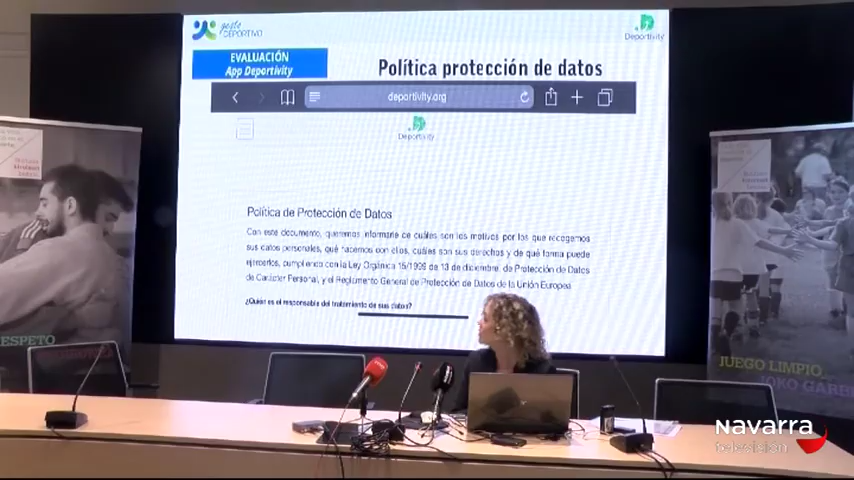 gesto
DEPORTIVO
Deportivity
EVALUACIÓN
App Deportivity
Política protección de datos
deportivity.org
Deportivity
Política de Protección de Datos
Con este documento, queremos informarle de cuáles son los motivos por los que recogemos
sus datos personales, qué hacemos con ellos, cuáles son sus derechos y de qué forma puede
ejercerlos, cumpliendo con la Ley Orgánica 15/1999 de 13 de diciembre, de Protección de Datos
de Carácter Personal, y el Reglamento General de Protección de Datos de la Unión Europea
¿Quién es el responsable del tratamiento de sus datos?
ESPETO
JUEGO LIMPIO
JOKO GARBI
Navarra
televisión